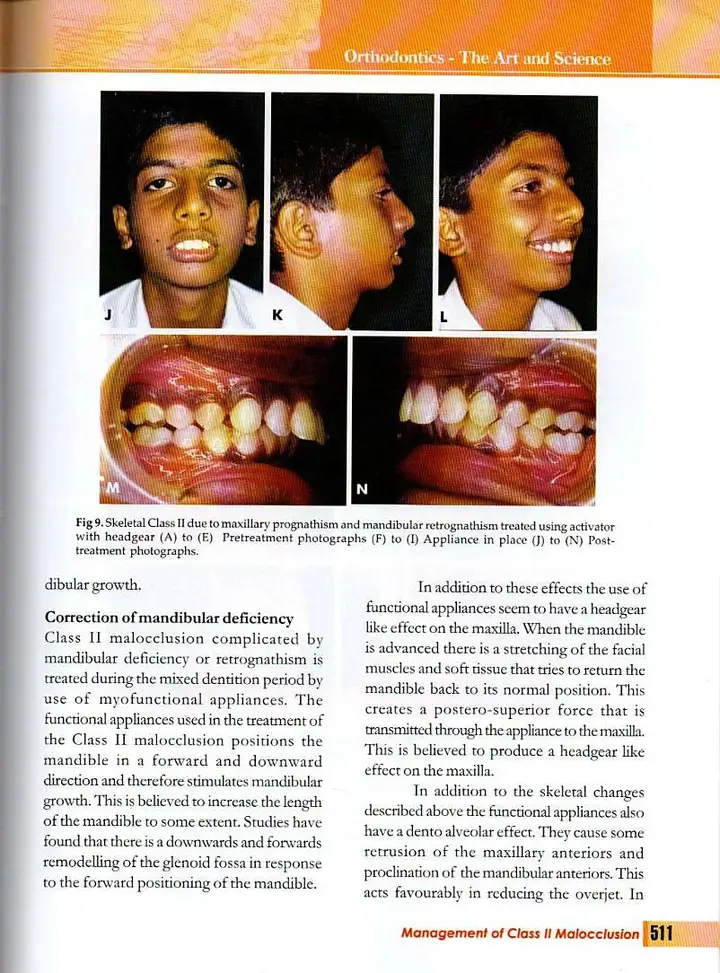 Orthodontics - The Art and Science
J
K
L
M
N
Fig 9. Skeletal Class II due to maxillary prognathism and mandibular retrognathism treated using activator
with headgear (A) to (E) Pretreatment photographs (F) to (I) Appliance in place (J) to (N) Post-
treatment photographs.
dibular growth.
Correction of mandibular deficiency
Class II malocclusion complicated by
mandibular deficiency or retrognathism is
treated during the mixed dentition period by
use of myofunctional appliances. The
functional appliances used in the treatment of
the Class II malocclusion positions the
mandible in a forward and downward
direction and therefore stimulates mandibular
growth. This is believed to increase the length
of the mandible to some extent. Studies have
found that there is a downwards and forwards
remodelling of the glenoid fossa in response
to the forward positioning of the mandible.
In addition to these effects the use of
functional appliances seem to have a headgear
like effect on the maxilla. When the mandible
is advanced there is a stretching of the facial
muscles and soft tissue that tries to return the
mandible back to its normal position. This
creates a postero-superior force that is
transmitted through the appliance to the maxilla.
This is believed to produce a headgear like
effect on the maxilla.
In addition to the skeletal changes
described above the functional appliances also
have a dento alveolar effect. They cause some
retrusion of the maxillary anteriors and
proclination of the mandibular anteriors. This
acts favourably in reducing the overjet. In
Management of Class II Malocclusion 511